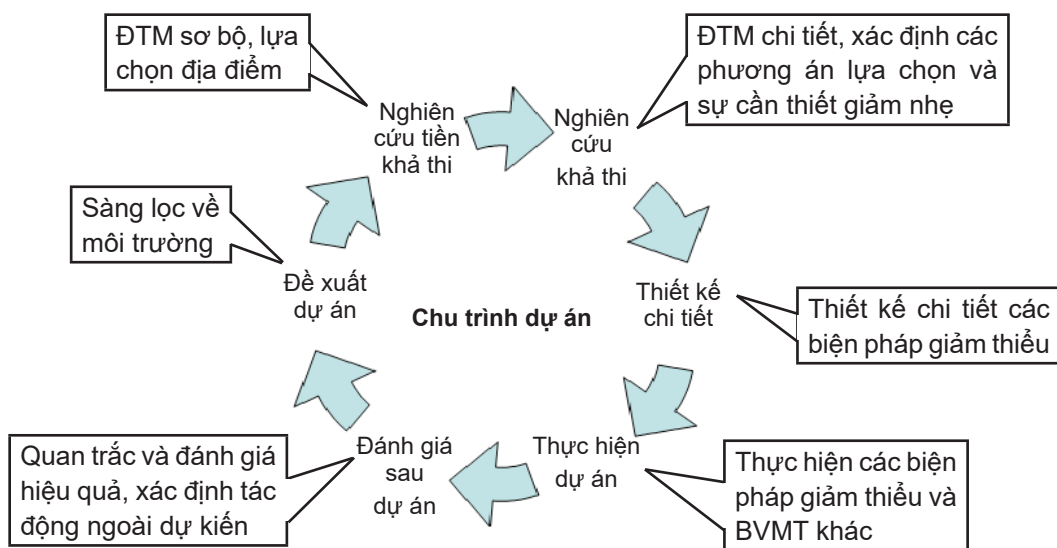 ĐTM sơ bộ, lựa
chọn địa điểm
ĐTM chi tiết, xác định các
phương án lựa chọn và
sự cần thiết giảm nhẹ
Nghiên
cứu tiền
khả thi
Nghiên
cứu
khả thi
Sàng lọc về
môi trường
Đề xuất
dự án
Chu trình dự án
Thiết kế
chi tiết
Thiết kế chi tiết các
biện pháp giảm thiểu
Quan trắc và đánh giá
hiệu quả, xác định tác
động ngoài dự kiến
Đánh giá
sau
dự án
Thực hiện
dự án
Thực hiện các biện
pháp giảm thiểu và
BVMT khác